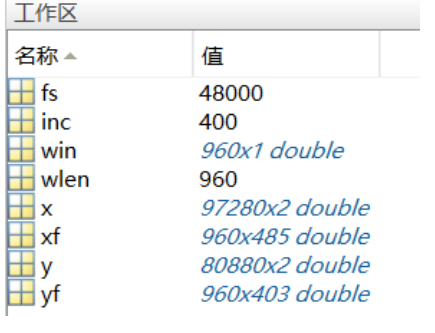 工作区
名称 值
fs 48000
inc 400
win 960x1 double
wlen 960
x 97280x2 double
xf 960x485 double
y 80880x2 double
yf 960x403 double